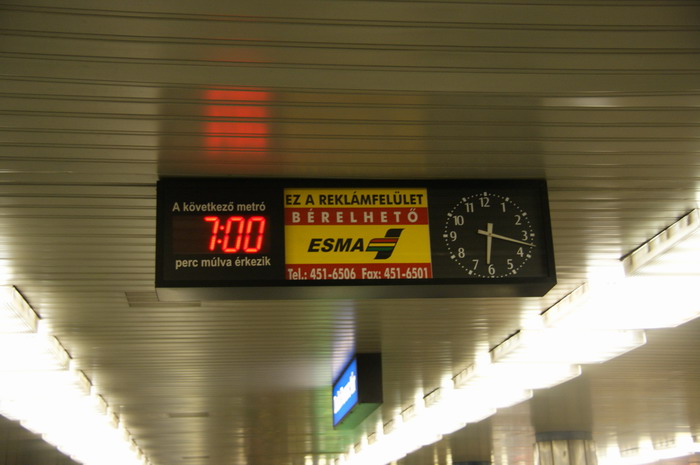 A következő metró
7:00
perc múlva érkezik
EZ A REKLÁMFELÜLET
BÉRELHETŐ
ESMA
Tel.: 451-6506 Fax: 451-6501
12
1
2
3
4
5
6
7
8
9
10
11